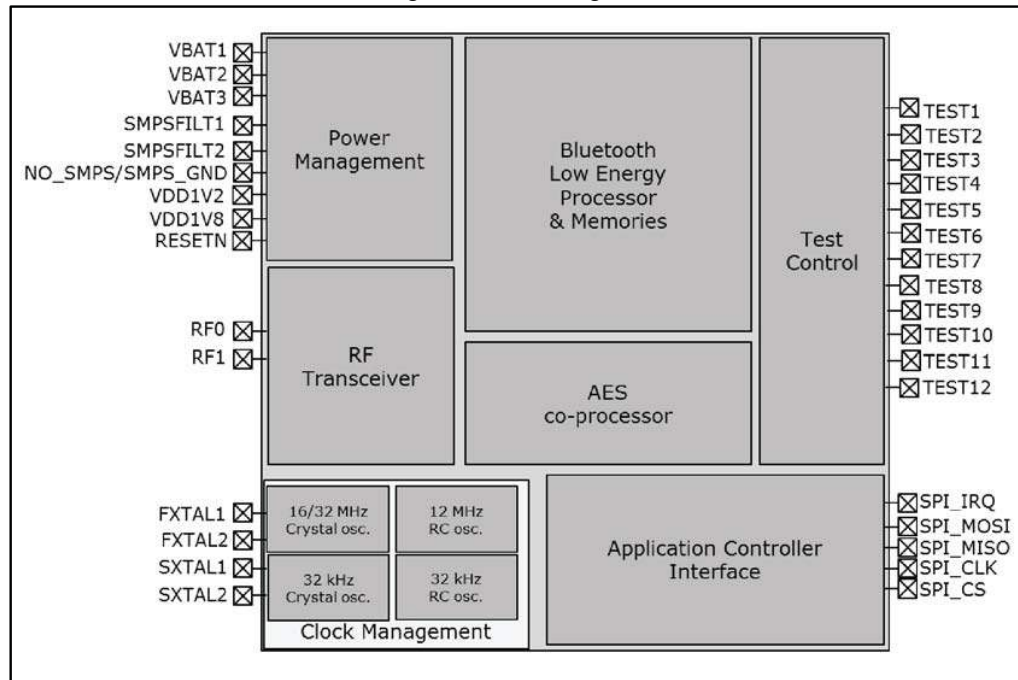 VBAT1
VBAT2
VBAT3
SMPSFILT1
SMPSFILT2
NO_SMPS/SMPS_GND
VDD1V2
VDD1V8
RESETN
RF0
RF1
FXTAL1
FXTAL2
SXTAL1
SXTAL2
Power
Management
RF
Transceiver
16/32 MHz
Crystal osc.
12 MHz
RC osc.
32 kHz
Crystal osc.
32 kHz
RC osc.
Clock Management
Bluetooth
Low Energy
Processor
& Memories
AES
co-processor
Application Controller
Interface
Test
Control
TEST1
TEST2
TEST3
TEST4
TEST5
TEST6
TEST7
TEST8
TEST9
TEST10
TEST11
TEST12
SPI_IRQ
SPI_MOSI
SPI_MISO
SPI_CLK
SPI_CS